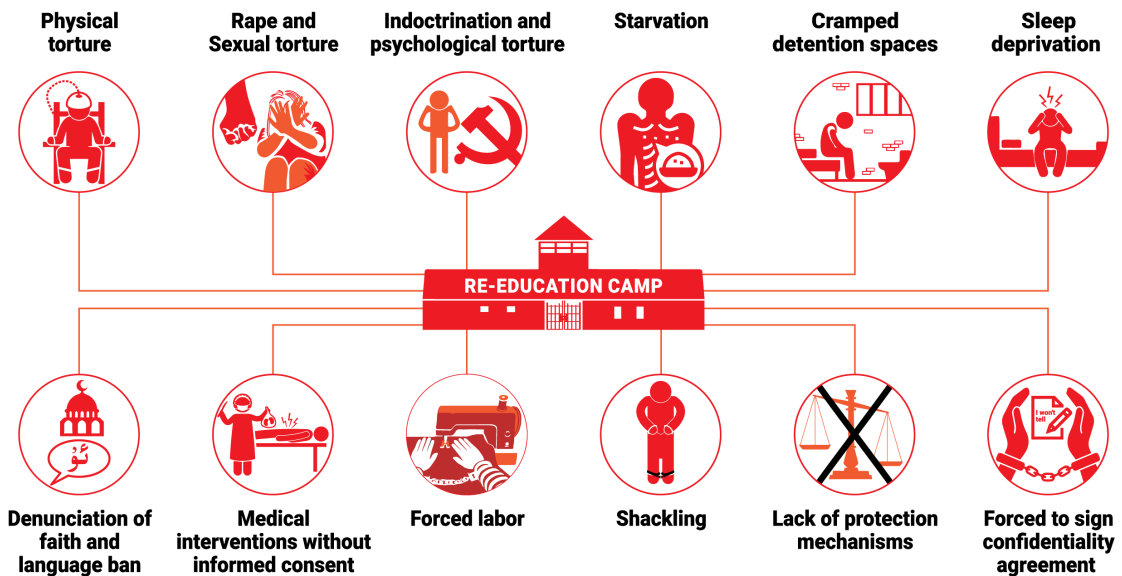 Physical
torture
Rape and
Sexual torture
Indoctrination and
psychological torture
Starvation
Cramped
detention spaces
Sleep
deprivation
RE-EDUCATION CAMP
ئۇ
I won't
tell
Denunciation of
faith and
language ban
Medical
interventions without
informed consent
Forced labor
Shackling
Lack of protection
mechanisms
Forced to sign
confidentiality
agreement